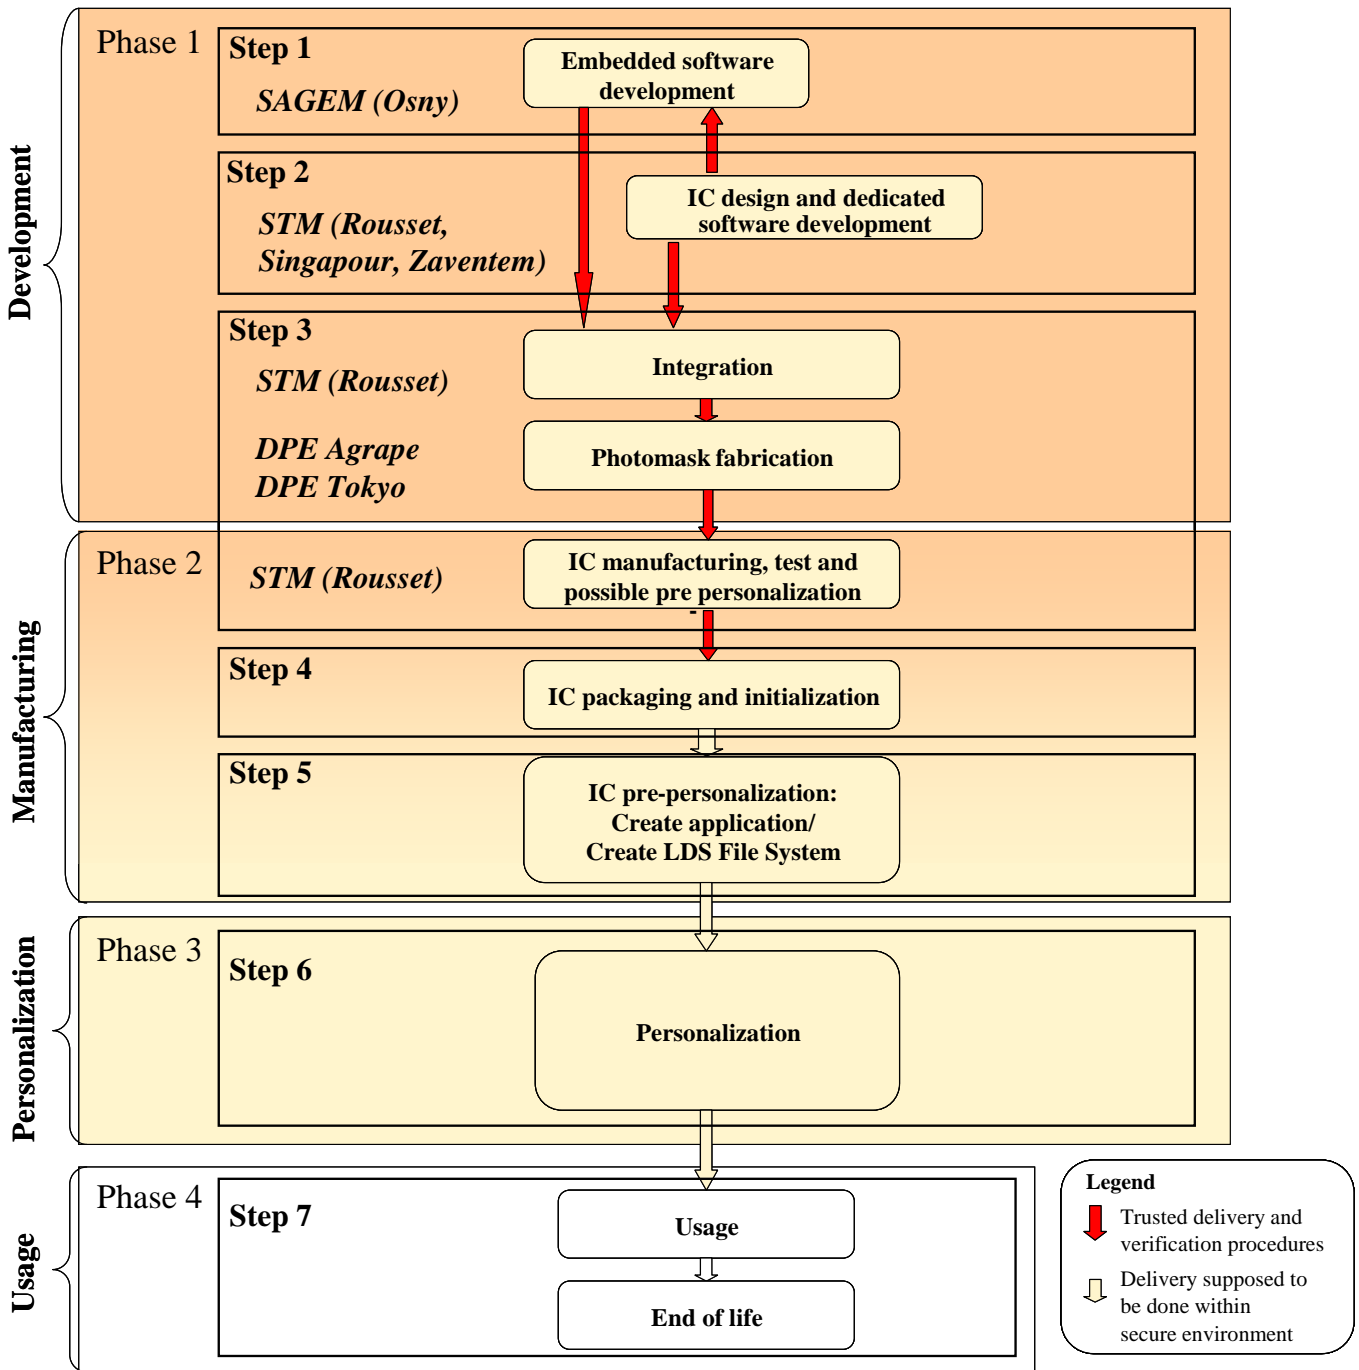 Development
Phase 1
Step 1
SAGEM (Osny)
Embedded software
development
Step 2
STM (Rousset,
Singapour, Zaventem)
IC design and dedicated
software development
Step 3
STM (Rousset)
Integration
DPE Agrape
DPE Tokyo
Photomask fabrication
Manufacturing
Phase 2
STM (Rousset)
IC manufacturing, test and
possible pre personalization
-
Step 4
IC packaging and initialization
Step 5
IC pre-personalization:
Create application/
Create LDS File System
Personalization
Phase 3
Step 6
Personalization
Usage
Phase 4
Step 7
Usage
End of life
Legend
Trusted delivery and
verification procedures
Delivery supposed to
be done within
secure environment